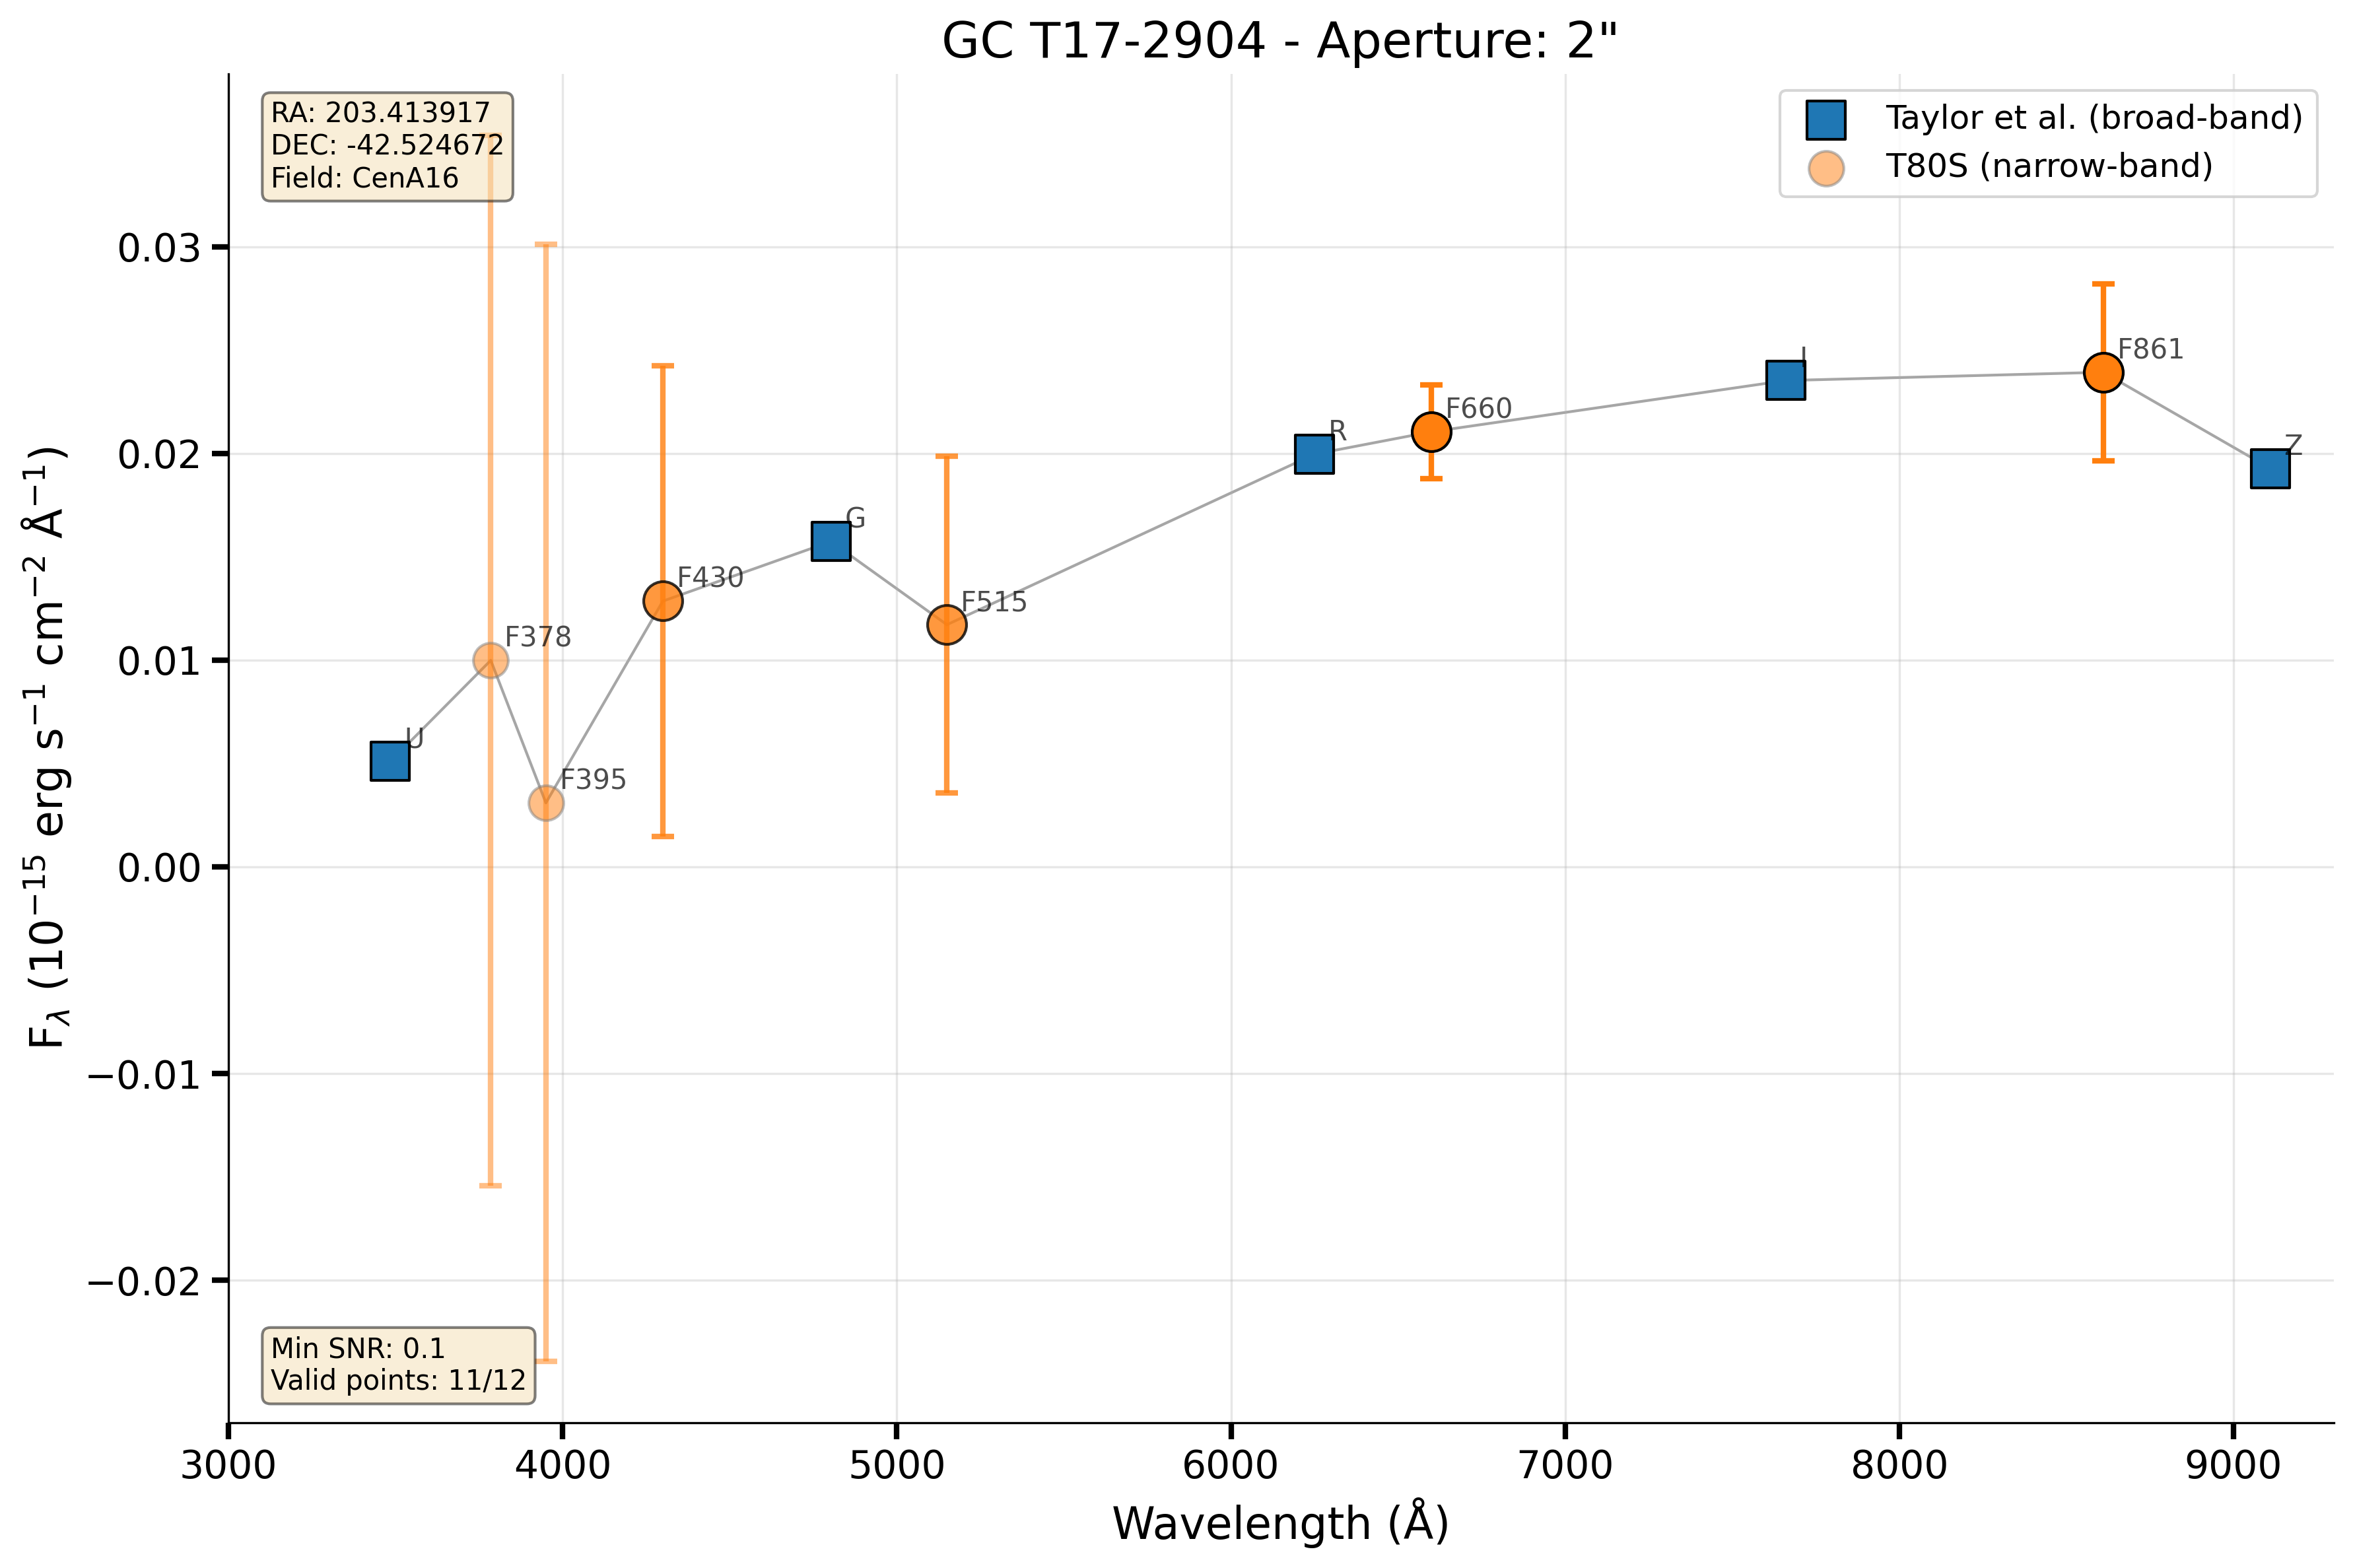 GC T17-2904 - Aperture: 2"
RA: 203.413917
DEC: -42.524672
Field: CenA16
Taylor et al. (broad-band)
T80S (narrow-band)
F_λ (10⁻¹⁵ erg s⁻¹ cm⁻² Å⁻¹)
0.03
0.02
0.01
0.00
−0.01
−0.02
U
F378
F395
F430
G
F515
R
F660
I
F861
Z
Min SNR: 0.1
Valid points: 11/12
3000 4000 5000 6000 7000 8000 9000
Wavelength (Å)